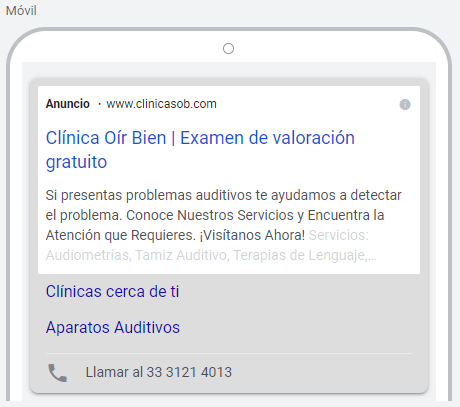 Móvil
Anuncio · www.clinicasob.com
Clínica Oír Bien | Examen de valoración
gratuito
Si presentas problemas auditivos te ayudamos a detectar
el problema. Conoce Nuestros Servicios y Encuentra la
Atención que Requieres. ¡Visítanos Ahora! Servicios:
Audiometrías, Tamiz Auditivo, Terapias de Lenguaje,...
Clínicas cerca de ti
Aparatos Auditivos
Llamar al 33 3121 4013